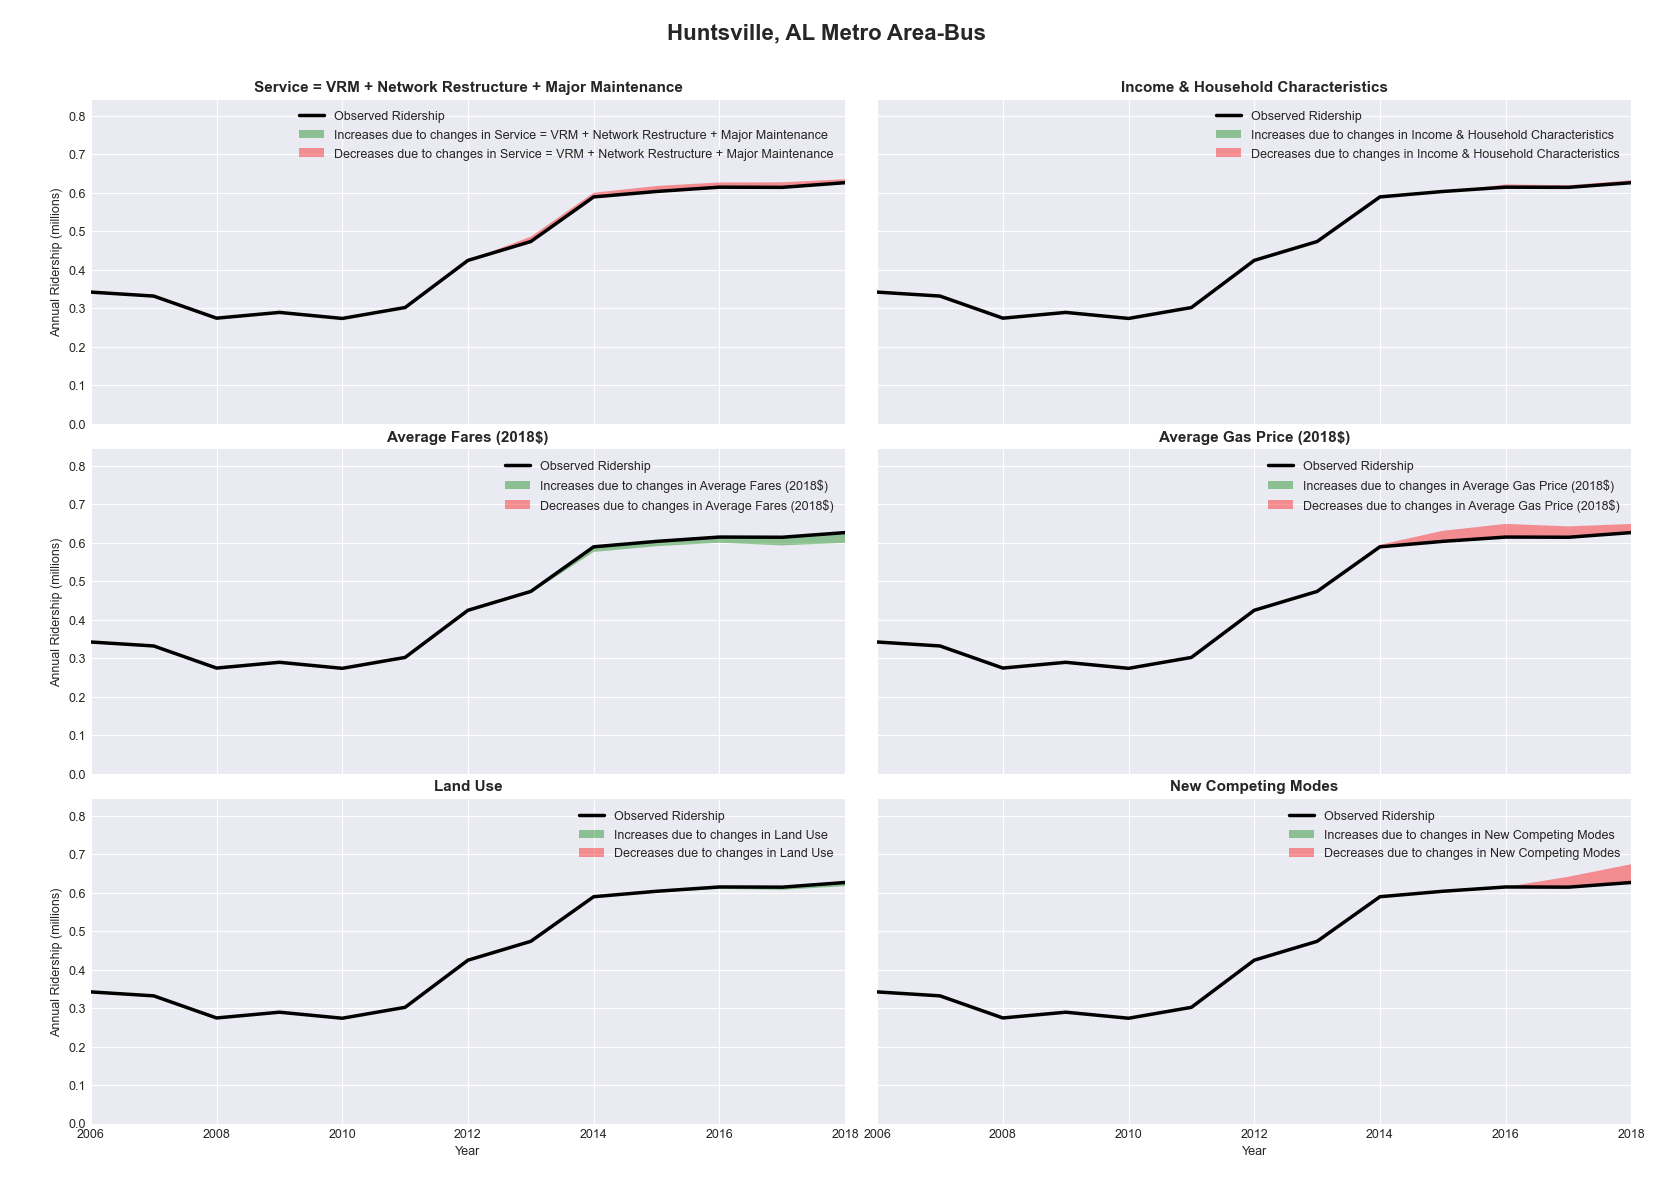 Huntsville, AL Metro Area-Bus
Service = VRM + Network Restructure + Major Maintenance
Observed Ridership
Increases due to changes in Service = VRM + Network Restructure + Major Maintenance
Decreases due to changes in Service = VRM + Network Restructure + Major Maintenance
Annual Ridership (millions)
0.8
0.7
0.6
0.5
0.4
0.3
0.2
0.1
0.0
Income & Household Characteristics
Observed Ridership
Increases due to changes in Income & Household Characteristics
Decreases due to changes in Income & Household Characteristics
Average Fares (2018$)
Observed Ridership
Increases due to changes in Average Fares (2018$)
Decreases due to changes in Average Fares (2018$)
Annual Ridership (millions)
0.8
0.7
0.6
0.5
0.4
0.3
0.2
0.1
0.0
Average Gas Price (2018$)
Observed Ridership
Increases due to changes in Average Gas Price (2018$)
Decreases due to changes in Average Gas Price (2018$)
Land Use
Observed Ridership
Increases due to changes in Land Use
Decreases due to changes in Land Use
Annual Ridership (millions)
0.8
0.7
0.6
0.5
0.4
0.3
0.2
0.1
0.0
2006 2008 2010 2012 2014 2016 2018
Year
New Competing Modes
Observed Ridership
Increases due to changes in New Competing Modes
Decreases due to changes in New Competing Modes
2006 2008 2010 2012 2014 2016 2018
Year